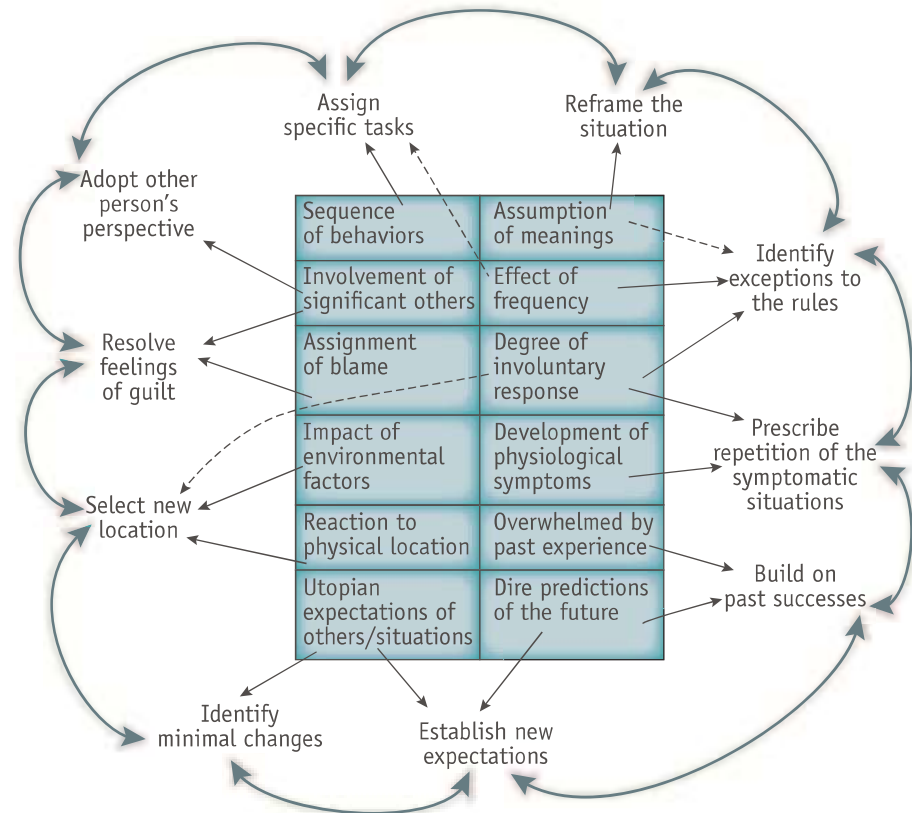 Assign
specific tasks
Reframe the
situation
Adopt other
person's
perspective
Sequence
of behaviors
Assumption
of meanings
Identify
exceptions to
the rules
Involvement of
significant others
Effect of
frequency
Resolve
feelings
of guilt
Assignment
of blame
Degree of
involuntary
response
Prescribe
repetition of the
symptomatic
situations
Impact of
environmental
factors
Development of
physiological
symptoms
Select new
location
Reaction to
physical location
Overwhelmed by
past experience
Build on
past successes
Utopian
expectations of
others/situations
Dire predictions
of the future
Identify
minimal changes
Establish new
expectations